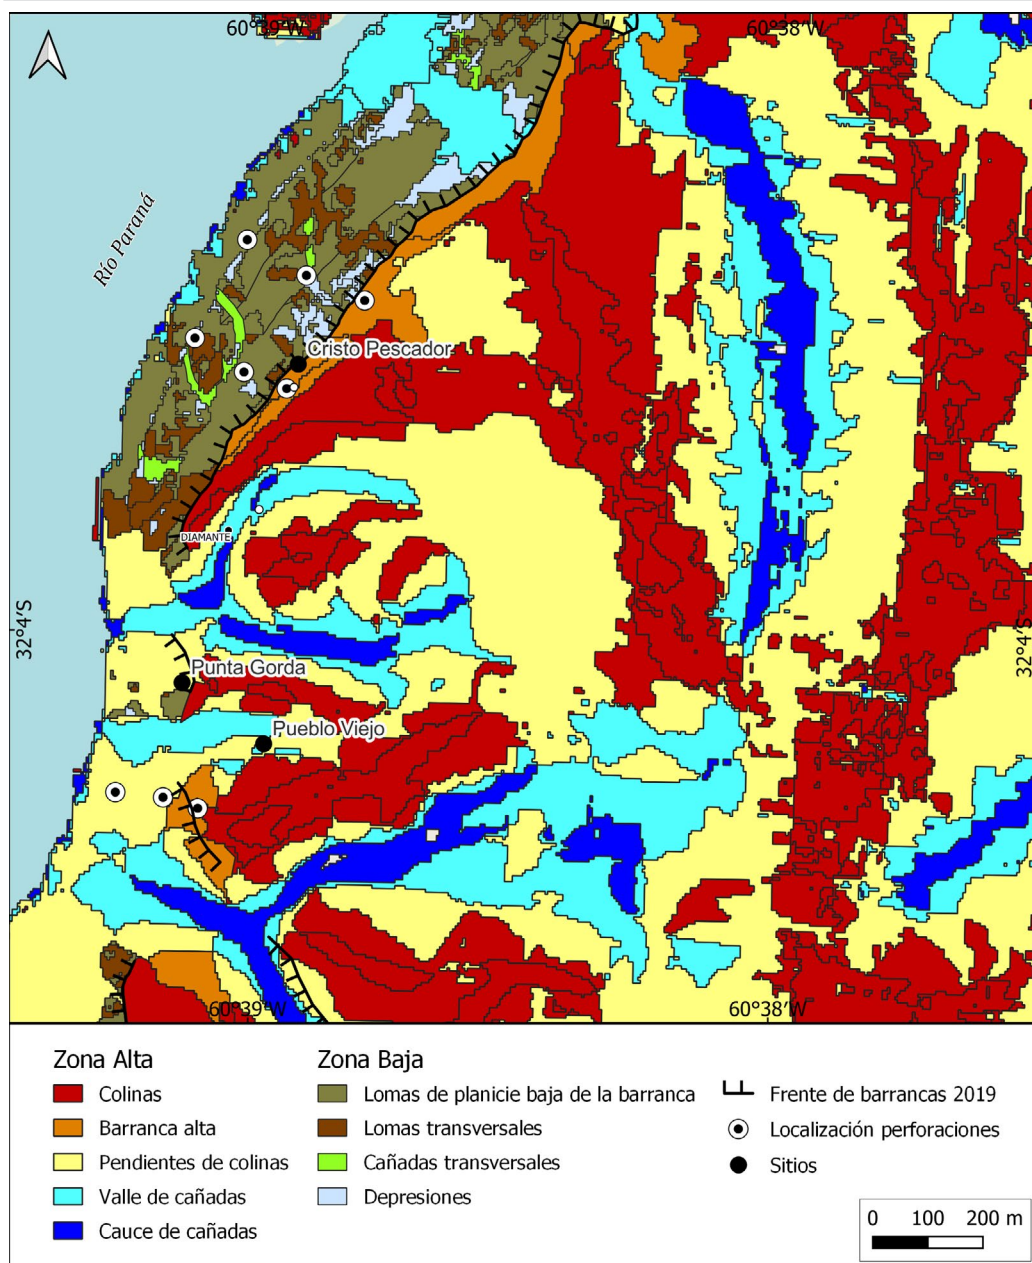 60°39'W
60°38'W
Río Paraná
Cristo Pescador
DIAMANTE
32°4'S
32°4'S
Punta Gorda
Pueblo Viejo
60°39'W
60°38'W
Zona Alta
Colinas
Barranca alta
Pendientes de colinas
Valle de cañadas
Cauce de cañadas
Zona Baja
Lomas de planicie baja de la barranca
Lomas transversales
Cañadas transversales
Depresiones
Frente de barrancas 2019
Localización perforaciones
Sitios
0 100 200 m